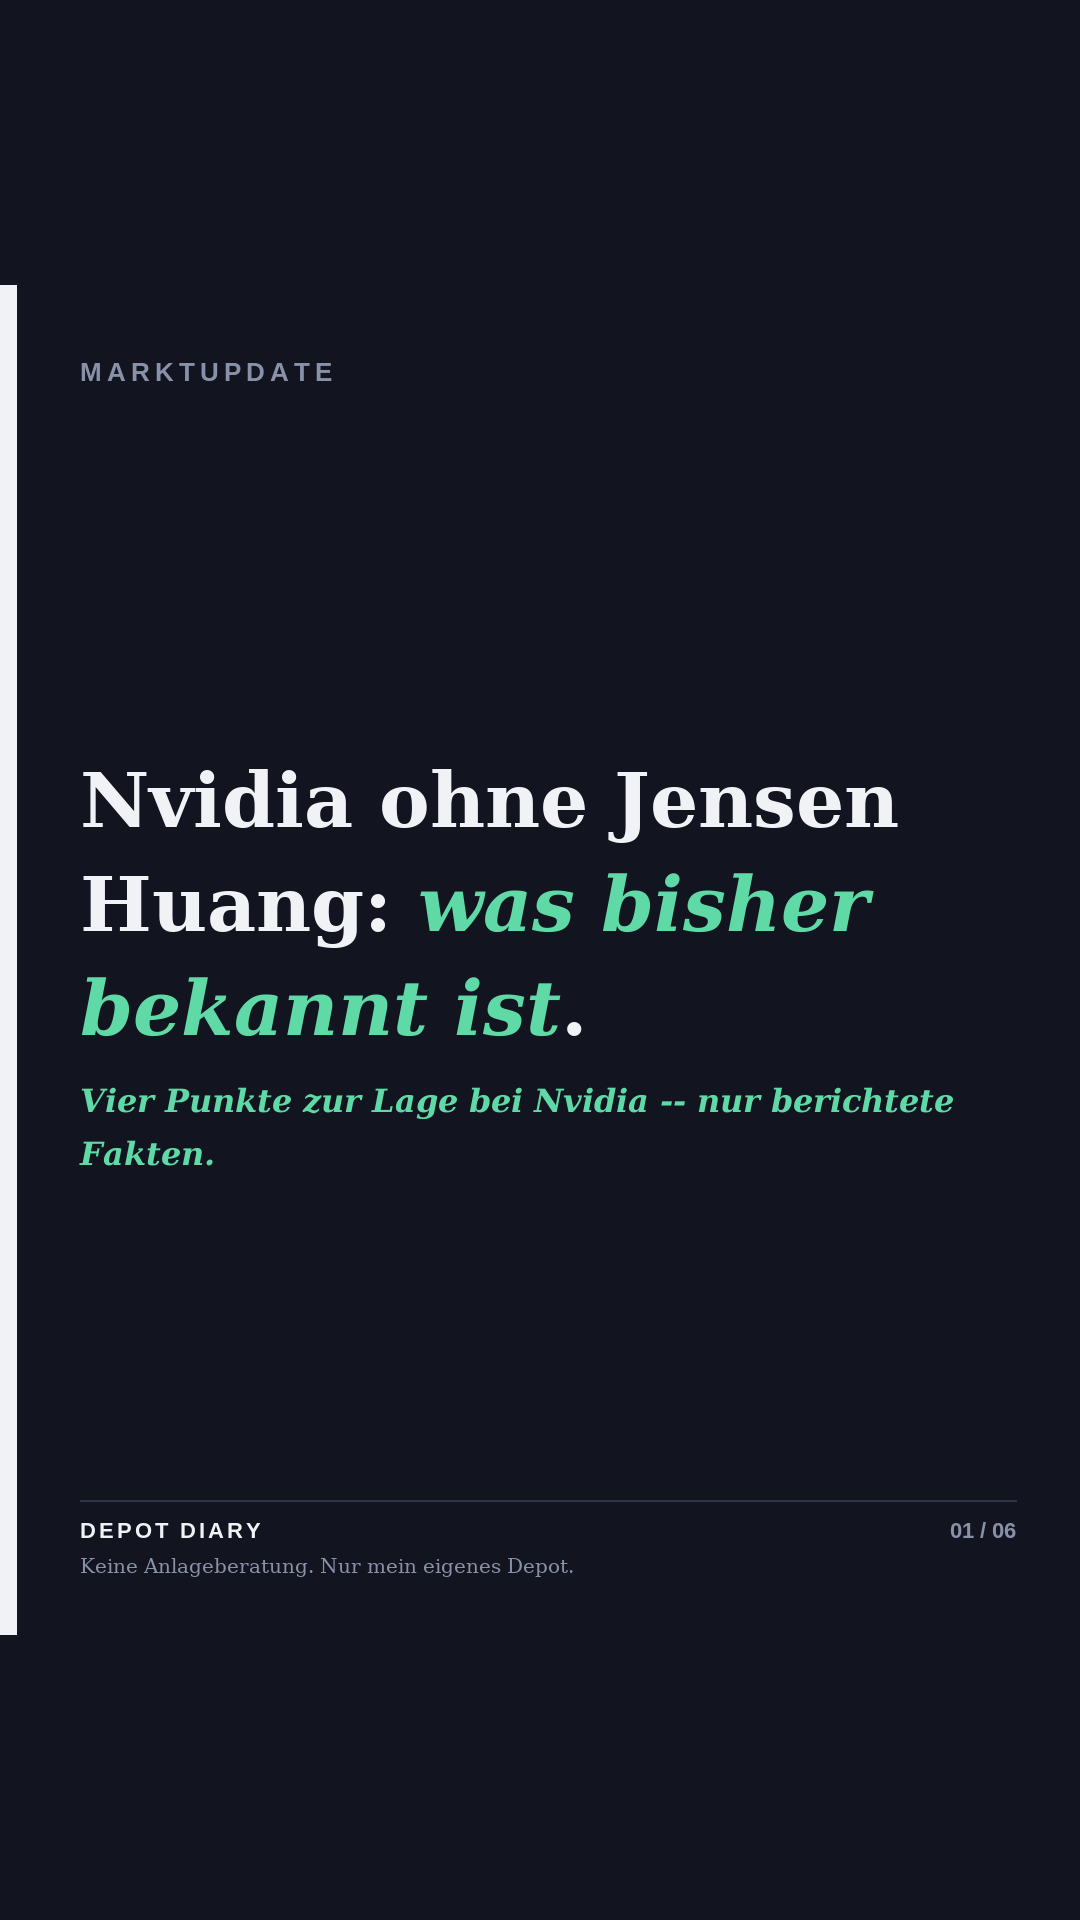 MARKTUPDATE
Nvidia ohne Jensen
Huang: was bisher
bekannt ist.
Vier Punkte zur Lage bei Nvidia -- nur berichtete
Fakten.
DEPOT DIARY
01 / 06
Keine Anlageberatung. Nur mein eigenes Depot.